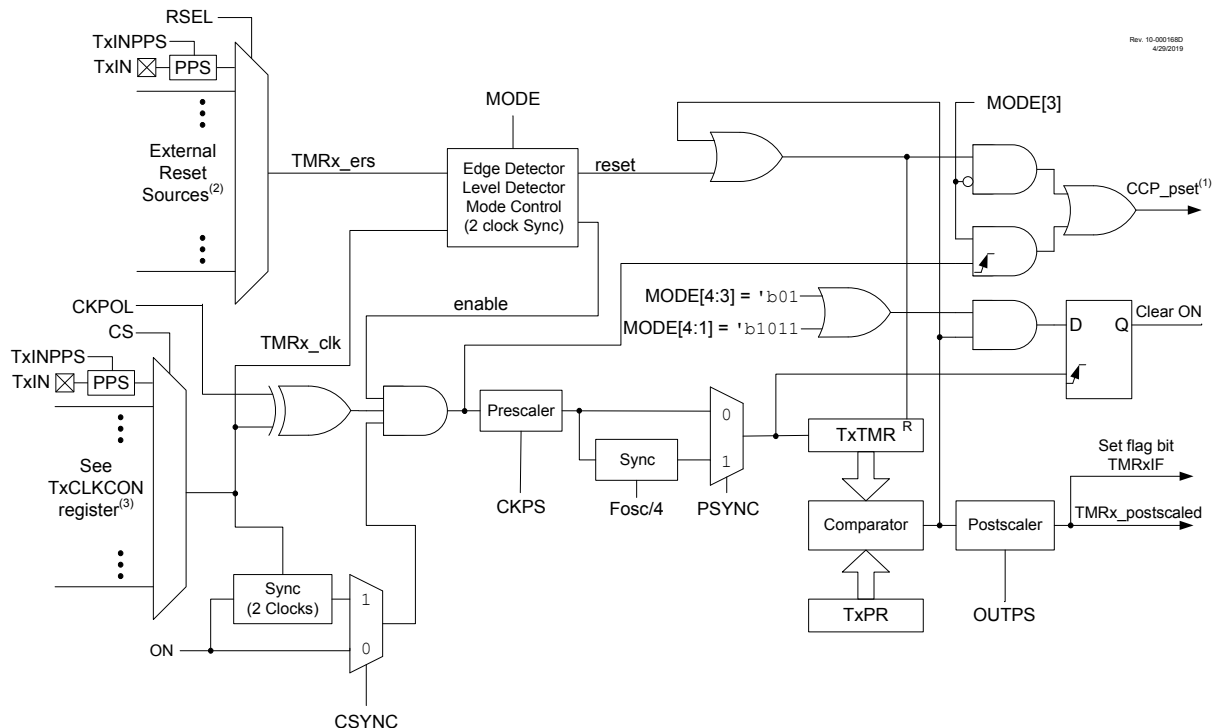 RSEL
TxINPPS
TxIN
PPS
Rev. 10-000168D
4/29/2019
MODE
MODE[3]
External
Reset
Sources(2)
TMRx_ers
Edge Detector
Level Detector
Mode Control
(2 clock Sync)
reset
CCP_pset(1)
enable
MODE[4:3] = 'b01
MODE[4:1] = 'b1011
D
Q
Clear ON
CKPOL
CS
TMRx_clk
TxINPPS
TxIN
PPS
Prescaler
0
1
TxTMR
R
See
TxCLKCON
register(3)
Sync
CKPS
Fosc/4
PSYNC
Set flag bit
TMRxIF
Comparator
Postscaler
TMRx_postscaled
Sync
(2 Clocks)
1
0
TxPR
OUTPS
ON
CSYNC